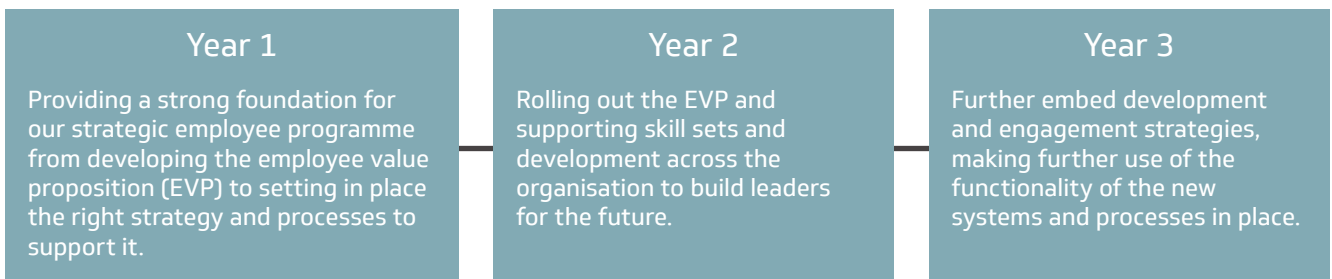 Year 1
Providing a strong foundation for
our strategic employee programme
from developing the employee value
proposition (EVP) to setting in place
the right strategy and processes to
support it.
Year 2
Rolling out the EVP and
supporting skill sets and
development across the
organisation to build leaders
for the future.
Year 3
Further embed development
and engagement strategies,
making further use of the
functionality of the new
systems and processes in place.